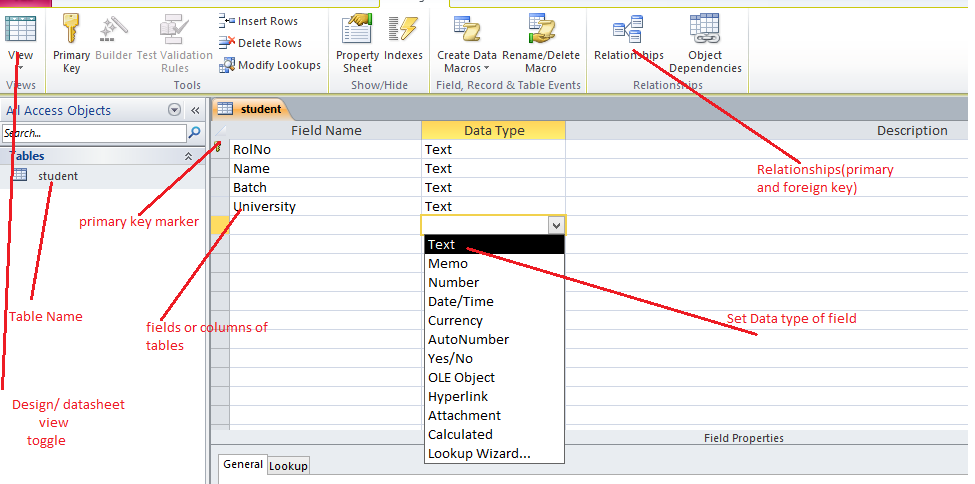 View
Primary Key
Builder
Test Validation Rules
Insert Rows
Delete Rows
Modify Lookups
Property Sheet
Indexes
Create Data Macros
Rename/Delete Macro
Relationships
Object Dependencies
Views
Tools
Show/Hide
Field, Record & Table Events
Relationships
All Access Objects
Search...
Tables
student
student
Field Name
Data Type
Description
RolNo
Text
Name
Text
Batch
Text
University
Text
Text
Memo
Number
Date/Time
Currency
AutoNumber
Yes/No
OLE Object
Hyperlink
Attachment
Calculated
Lookup Wizard...
Relationships(primary
and foreign key)
primary key marker
Table Name
fields or columns of
tables
Set Data type of field
Design/ datasheet
view
toggle
Field Properties
General
Lookup